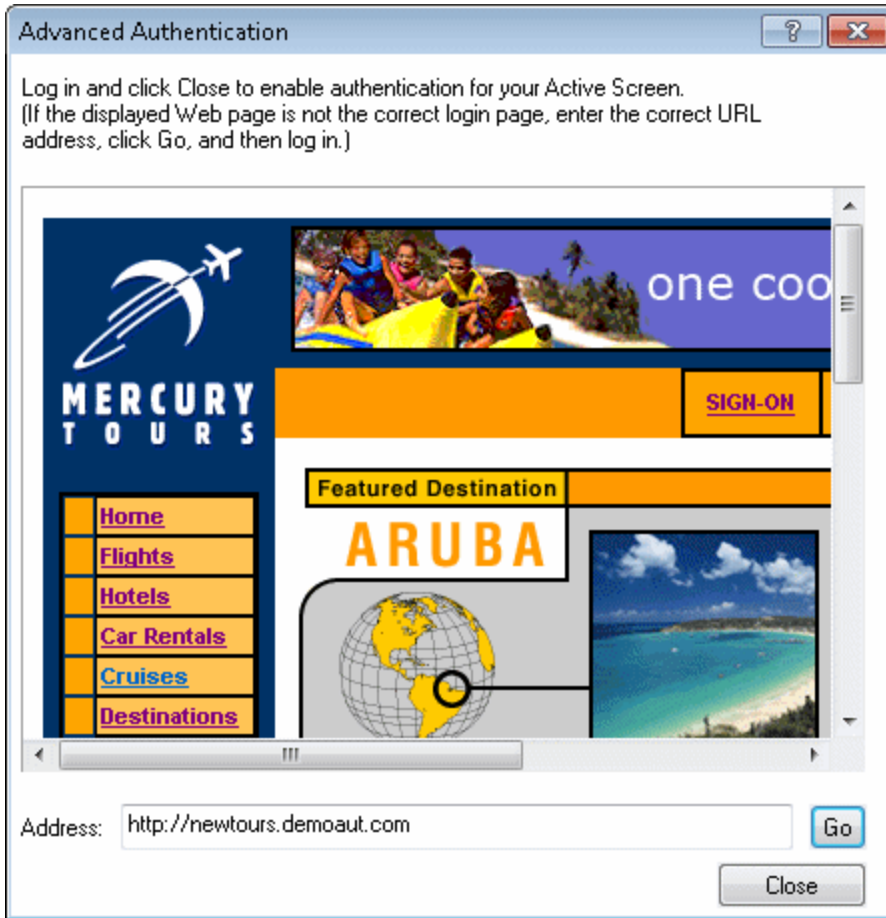 Advanced Authentication
Log in and click Close to enable authentication for your Active Screen.
(If the displayed Web page is not the correct login page, enter the correct URL
address, click Go, and then log in.)
one coo
MERCURY
TOURS
SIGN-ON
Featured Destination
ARUBA
Home
Flights
Hotels
Car Rentals
Cruises
Destinations
Address: http://newtours.demoaut.com Go
Close